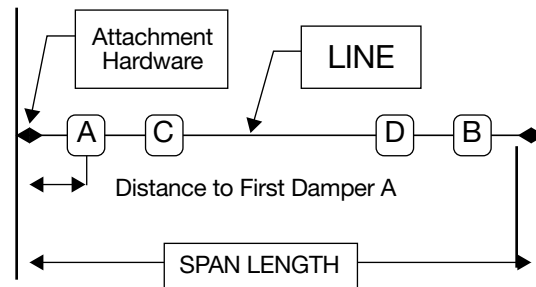 Attachment
Hardware
LINE
A
C
D
B
Distance to First Damper A
SPAN LENGTH